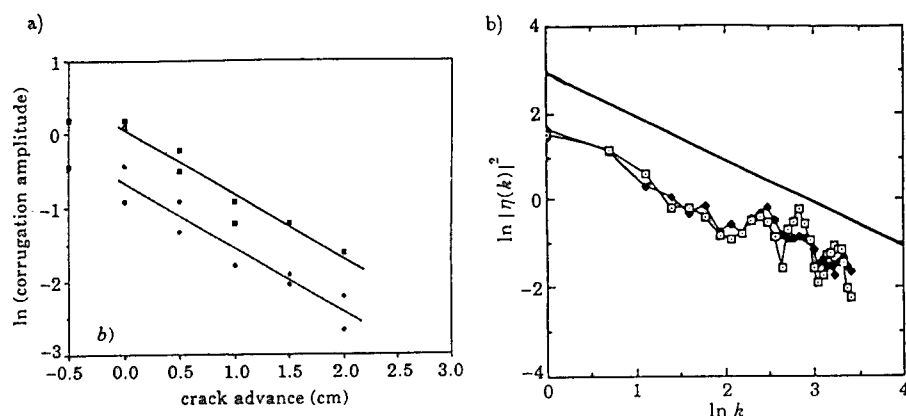 a)
1
0
-1
-2
-3
ln (corrugation amplitude)
b)
-0.5 0.0 0.5 1.0 1.5 2.0 2.5 3.0
crack advance (cm)
b)
4
2
0
-2
-4
ln |η(k)|²
0 1 2 3 4
ln k